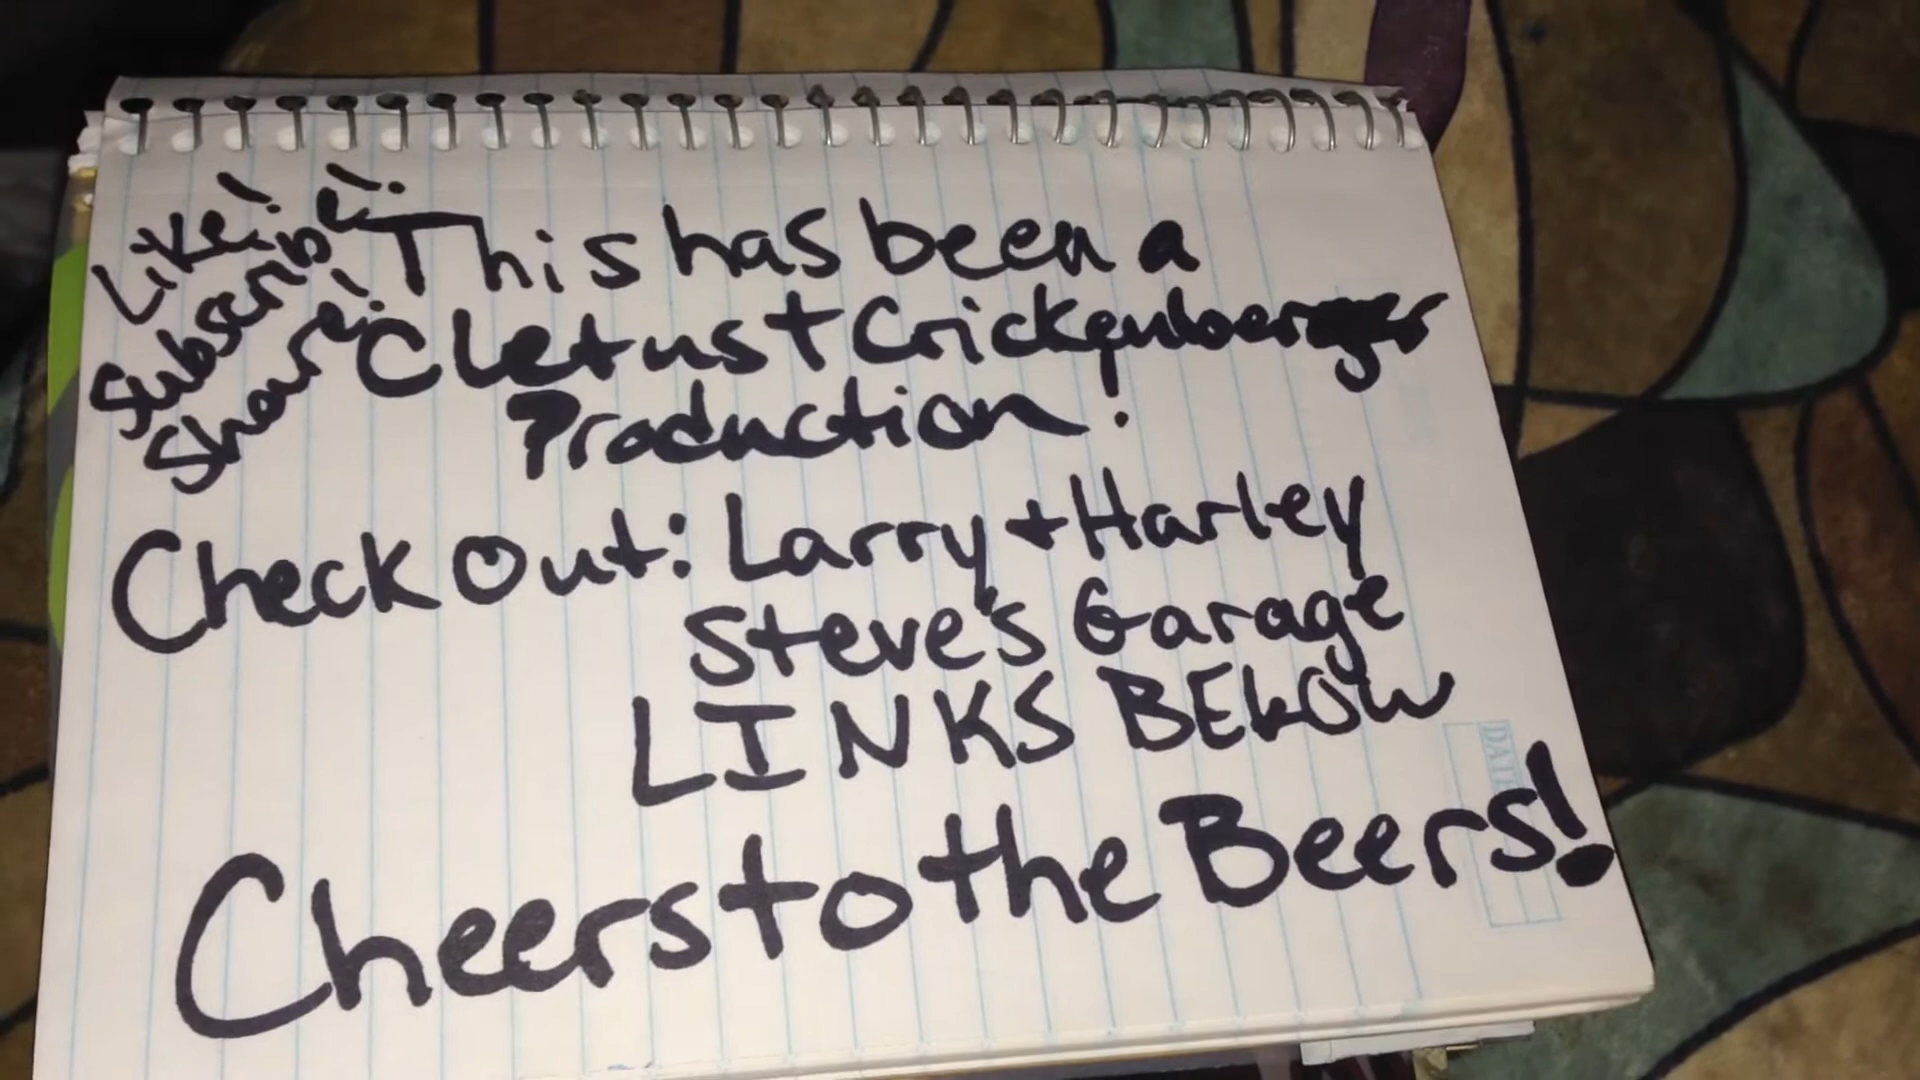 Like!
Subscribe!
Share!
This has been a
Cletus + Crickenberger
Production!
Check Out: Larry + Harley
Steve's Garage
LINKS BELOW
Cheers to the Beers!
DATE